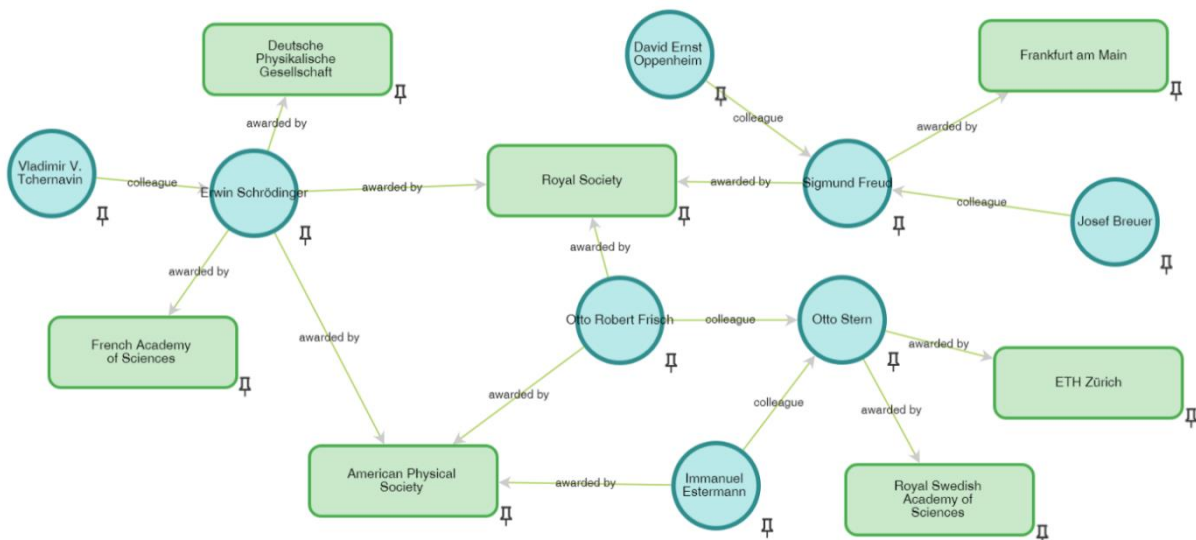 Deutsche
Physikalische
Gesellschaft
David Ernst
Oppenheim
Frankfurt am Main
awarded by
colleague
awarded by
Vladimir V.
Tchernavin
colleague
Erwin Schrödinger
awarded by
Royal Society
awarded by
Sigmund Freud
colleague
Josef Breuer
awarded by
awarded by
French Academy
of Sciences
awarded by
Otto Robert Frisch
colleague
Otto Stern
awarded by
ETH Zürich
awarded by
colleague
awarded by
American Physical
Society
awarded by
Immanuel
Estermann
Royal Swedish
Academy of
Sciences